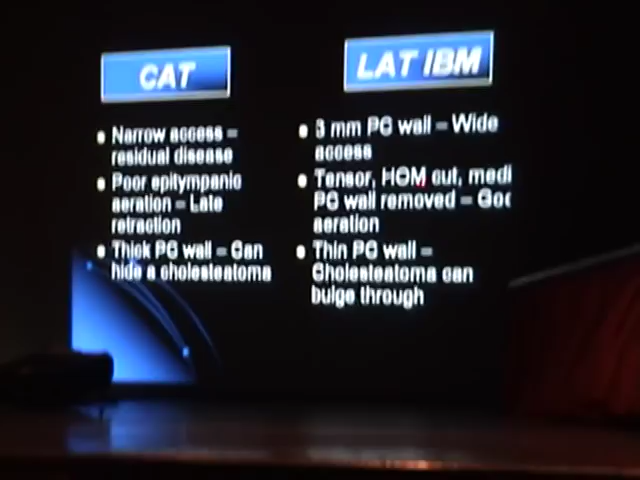 CAT
Narrow access =
residual disease
Poor epitympanic
aeration = Late
retraction
Thick PC wall = Can
hide a cholesteatoma
LAT IBM
3 mm PC wall = Wide
access
Tensor, HOM cut, medi
PC wall removed = Goo
aeration
Thin PC wall =
Cholesteatoma can
bulge through